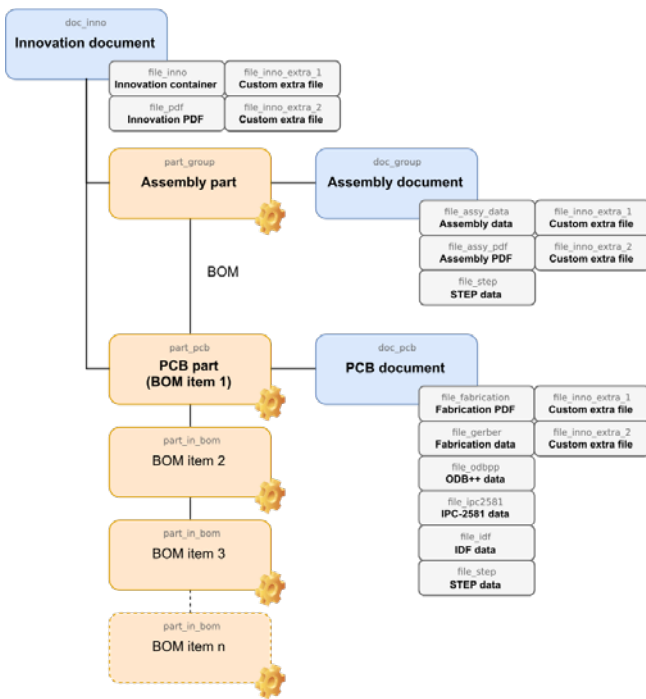 doc_inno
Innovation document
file_inno
Innovation container
file_inno_extra_1
Custom extra file
file_pdf
Innovation PDF
file_inno_extra_2
Custom extra file
part_group
Assembly part
doc_group
Assembly document
file_assy_data
Assembly data
file_inno_extra_1
Custom extra file
file_assy_pdf
Assembly PDF
file_inno_extra_2
Custom extra file
file_step
STEP data
BOM
part_pcb
PCB part
(BOM item 1)
doc_pcb
PCB document
file_fabrication
Fabrication PDF
file_inno_extra_1
Custom extra file
file_gerber
Fabrication data
file_inno_extra_2
Custom extra file
file_odbpp
ODB++ data
file_ipc2581
IPC-2581 data
file_idf
IDF data
file_step
STEP data
part_in_bom
BOM item 2
part_in_bom
BOM item 3
part_in_bom
BOM item n